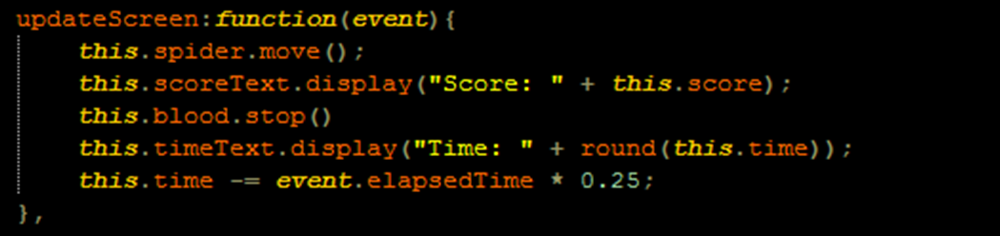 updateScreen:function(event){
this.spider.move();
this.scoreText.display("Score: " + this.score);
this.blood.stop()
this.timeText.display("Time: " + round(this.time));
this.time -= event.elapsedTime * 0.25;
},